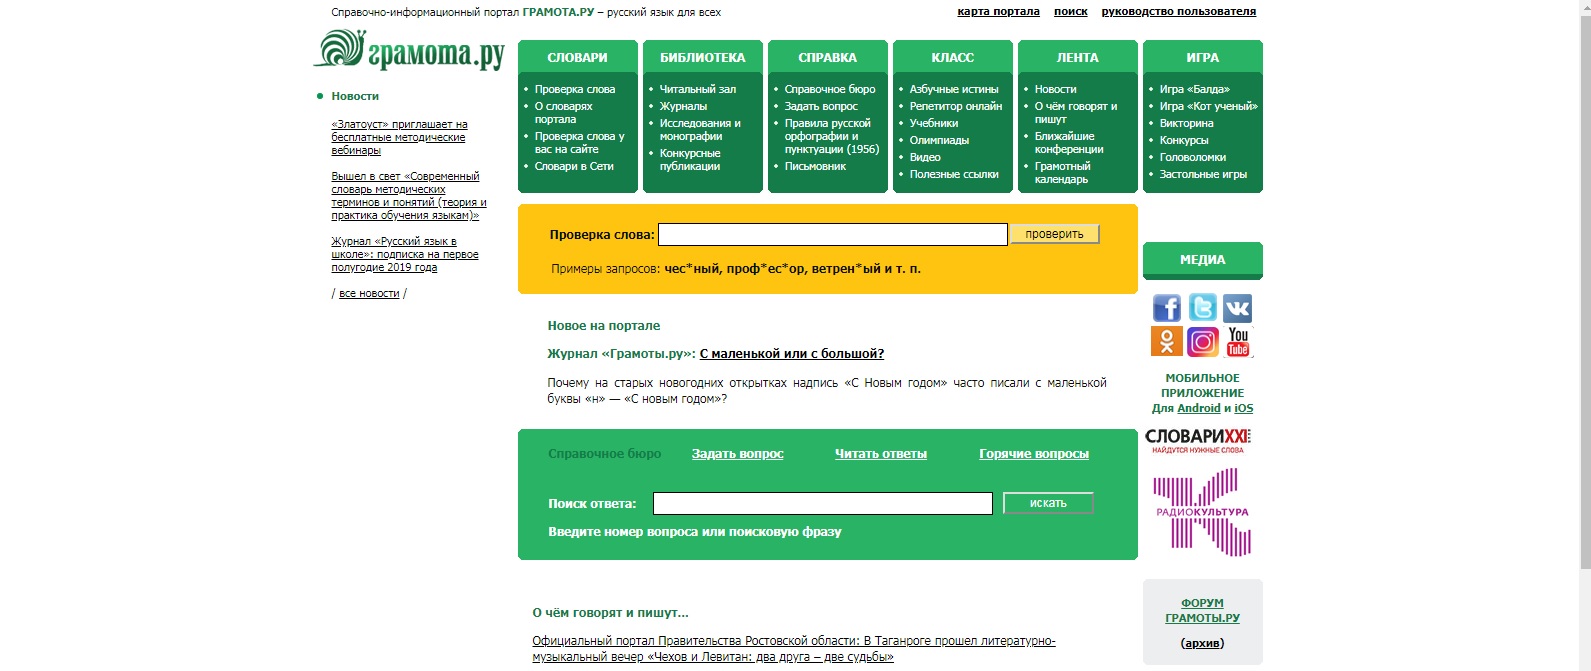 Справочно-информационный портал ГРАМОТА.РУ – русский язык для всех
карта портала поиск руководство пользователя
грамота.ру
Новости
«Златоуст» приглашает на
бесплатные методические
вебинары
Вышел в свет «Современный
словарь методических
терминов и понятий (теория и
практика обучения языкам)»
Журнал «Русский язык в
школе»: подписка на первое
полугодие 2019 года
/ все новости /
СЛОВАРИ
Проверка слова
О словарях
портала
Проверка слова у
вас на сайте
Словари в Сети
БИБЛИОТЕКА
Читальный зал
Журналы
Исследования и
монографии
Конкурсные
публикации
СПРАВКА
Справочное бюро
Задать вопрос
Правила русской
орфографии и
пунктуации (1956)
Письмовник
КЛАСС
Азбучные истины
Репетитор онлайн
Учебники
Олимпиады
Видео
Полезные ссылки
ЛЕНТА
Новости
О чём говорят и
пишут
Ближайшие
конференции
Грамотный
календарь
ИГРА
Игра «Балда»
Игра «Кот ученый»
Викторина
Конкурсы
Головоломки
Застольные игры
Проверка слова: проверить
Примеры запросов: чес*ный, проф*ес*ор, ветрен*ый и т. п.
Новое на портале
Журнал «Грамоты.ру»: С маленькой или с большой?
Почему на старых новогодних открытках надпись «С Новым годом» часто писали с маленькой
буквы «н» — «С новым годом»?
Справочное бюро Задать вопрос Читать ответы Горячие вопросы
Поиск ответа: искать
Введите номер вопроса или поисковую фразу
О чём говорят и пишут...
Официальный портал Правительства Ростовской области: В Таганроге прошел литературно-
музыкальный вечер «Чехов и Левитан: два друга – две судьбы»
МЕДИА
You
Tube
МОБИЛЬНОЕ
ПРИЛОЖЕНИЕ
Для Android и iOS
СЛОВАРИXXI
НАЙДУТСЯ НУЖНЫЕ СЛОВА
РАДИОКУЛЬТУРА
ФОРУМ
ГРАМОТЫ.РУ
(архив)